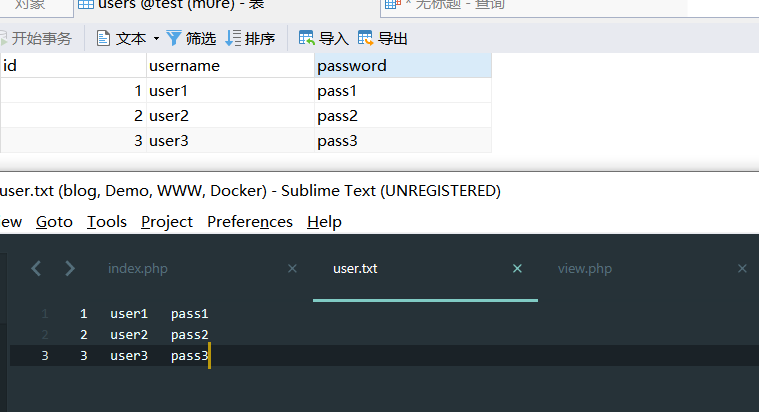 对象 users @test (m0re) - 表 * 无标题 - 查询
开始事务 文本 筛选 排序 导入 导出
id username password
1 user1 pass1
2 user2 pass2
3 user3 pass3
user.txt (blog, Demo, WWW, Docker) - Sublime Text (UNREGISTERED)
ew Goto Tools Project Preferences Help
index.php user.txt view.php
1 1 user1 pass1
2 2 user2 pass2
3 3 user3 pass3